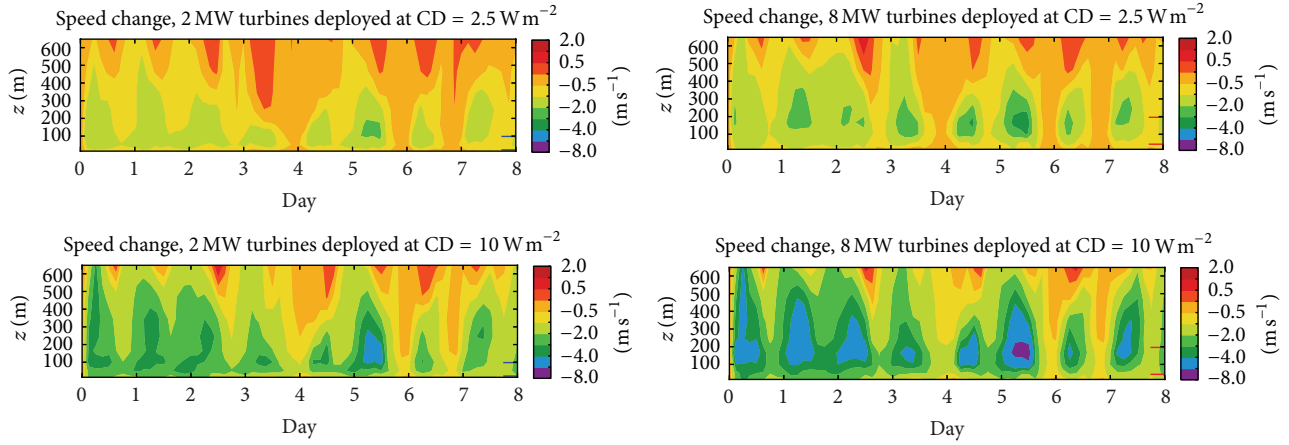 Speed change, 2 MW turbines deployed at CD = 2.5 W m−2
600
500
400
300
200
100
z (m)
0 1 2 3 4 5 6 7 8
Day
2.0
0.5
−0.5
−2.0
−4.0
−8.0
(m s−1)
Speed change, 8 MW turbines deployed at CD = 2.5 W m−2
600
500
400
300
200
100
z (m)
0 1 2 3 4 5 6 7 8
Day
2.0
0.5
−0.5
−2.0
−4.0
−8.0
(m s−1)
Speed change, 2 MW turbines deployed at CD = 10 W m−2
600
500
400
300
200
100
z (m)
0 1 2 3 4 5 6 7 8
Day
2.0
0.5
−0.5
−2.0
−4.0
−8.0
(m s−1)
Speed change, 8 MW turbines deployed at CD = 10 W m−2
600
500
400
300
200
100
z (m)
0 1 2 3 4 5 6 7 8
Day
2.0
0.5
−0.5
−2.0
−4.0
−8.0
(m s−1)